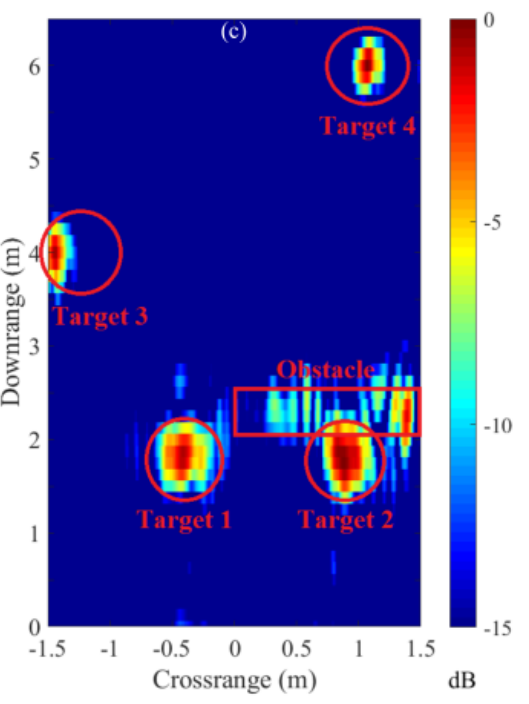 (c)
0
6
Target 4
5
-5
4
Target 3
3
Obstacle
-10
2
Target 1
Target 2
1
0
-15
-1.5
-1
-0.5
0
0.5
1
1.5
Downrange (m)
Crossrange (m)
dB